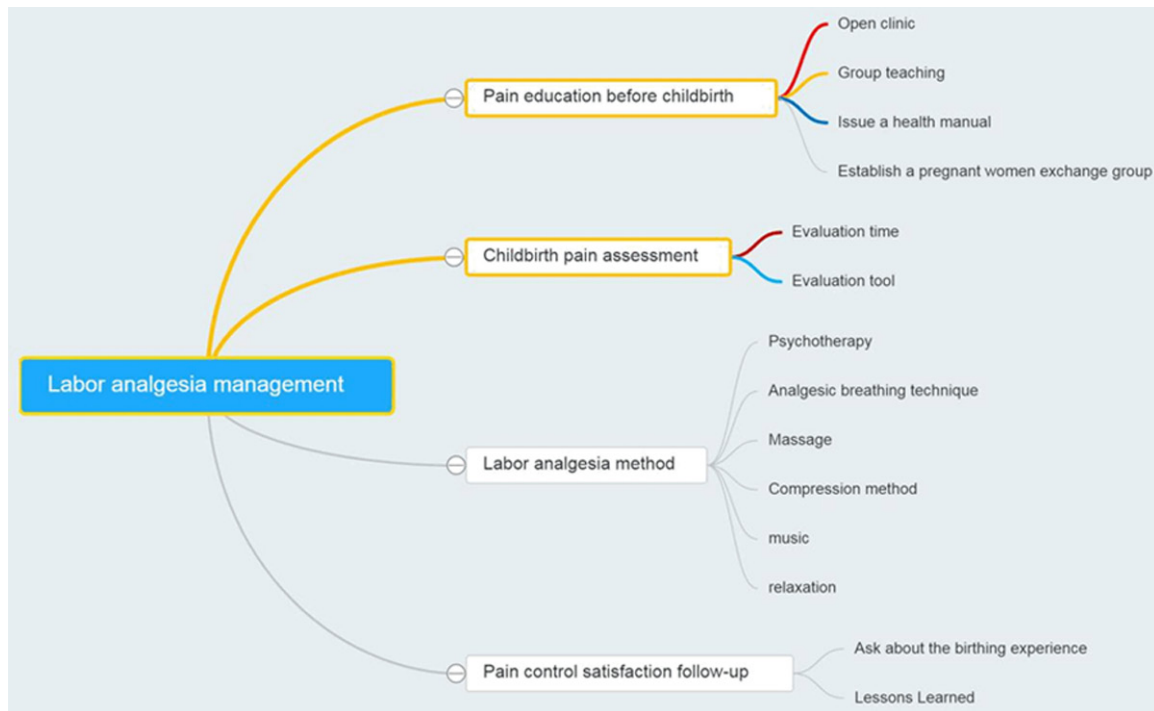 Labor analgesia management
Pain education before childbirth
Open clinic
Group teaching
Issue a health manual
Establish a pregnant women exchange group
Childbirth pain assessment
Evaluation time
Evaluation tool
Labor analgesia method
Psychotherapy
Analgesic breathing technique
Massage
Compression method
music
relaxation
Pain control satisfaction follow-up
Ask about the birthing experience
Lessons Learned